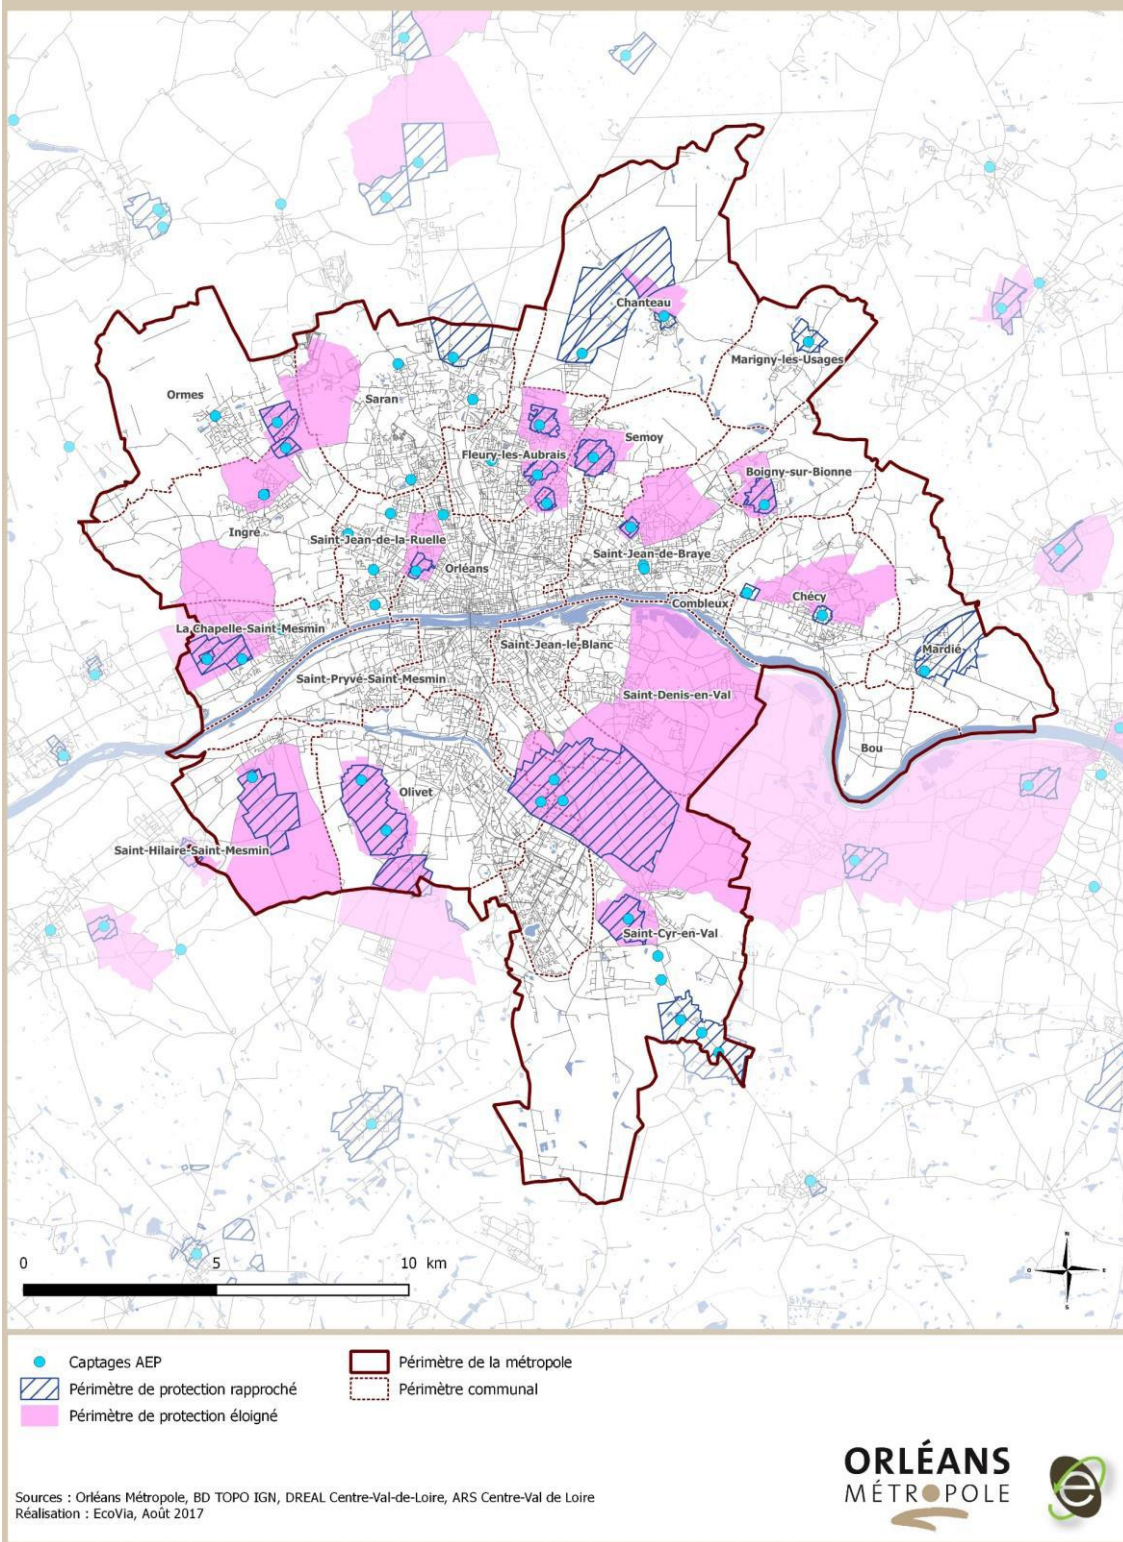 Chanteau
Marigny-les-Usages
Ormes
Saran
Semoy
Fleury-les-Aubrais
Boigny-sur-Bionne
Ingré
Saint-Jean-de-la-Ruelle
Saint-Jean-de-Braye
Orléans
Chécy
Combleux
La Chapelle-Saint-Mesmin
Saint-Jean-le-Blanc
Mardié
Saint-Pryvé-Saint-Mesmin
Saint-Denis-en-Val
Bou
Olivet
Saint-Hilaire-Saint-Mesmin
Saint-Cyr-en-Val
N
O E
S
0 5 10 km
Captages AEP
Périmètre de protection rapproché
Périmètre de protection éloigné
Périmètre de la métropole
Périmètre communal
ORLÉANS
MÉTROPOLE
e
Sources : Orléans Métropole, BD TOPO IGN, DREAL Centre-Val-de-Loire, ARS Centre-Val de Loire
Réalisation : EcoVia, Août 2017